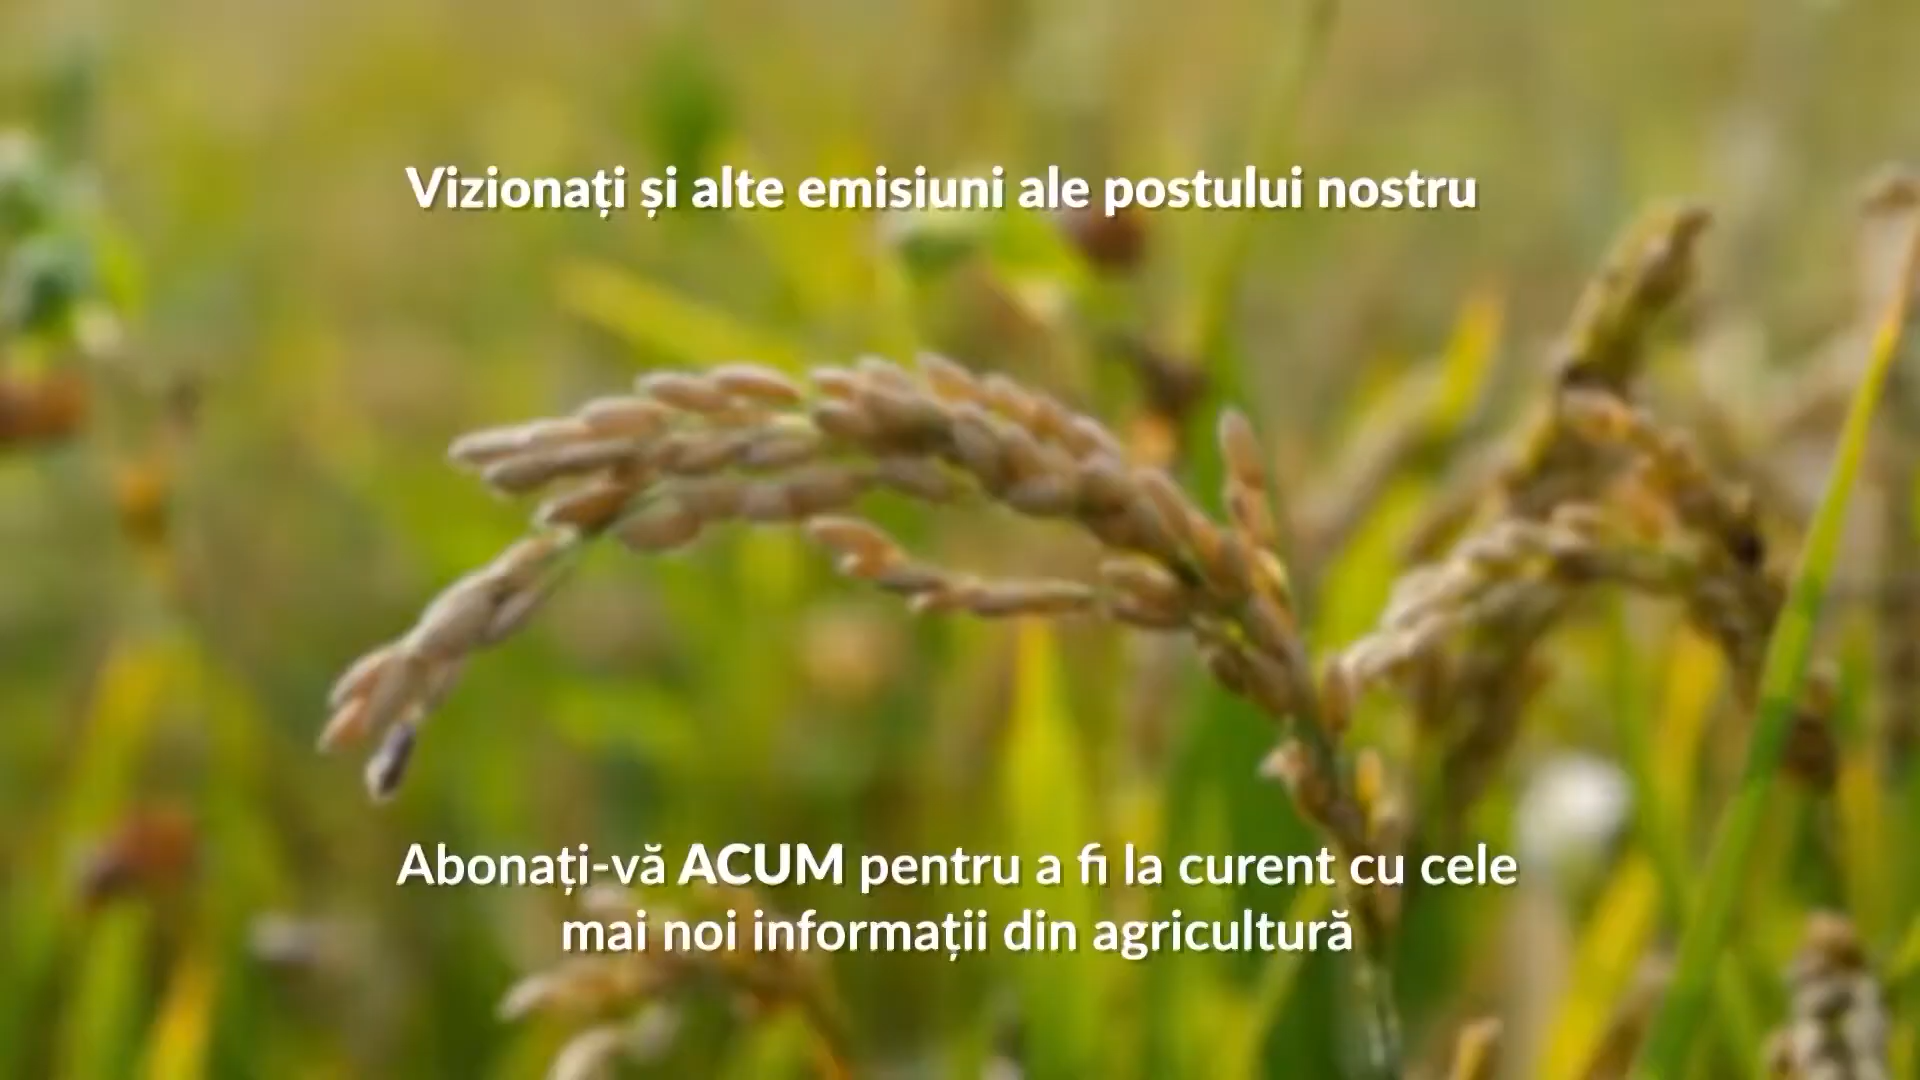 Vizionați și alte emisiuni ale postului nostru
Abonați-vă ACUM pentru a fi la curent cu cele
mai noi informații din agricultură